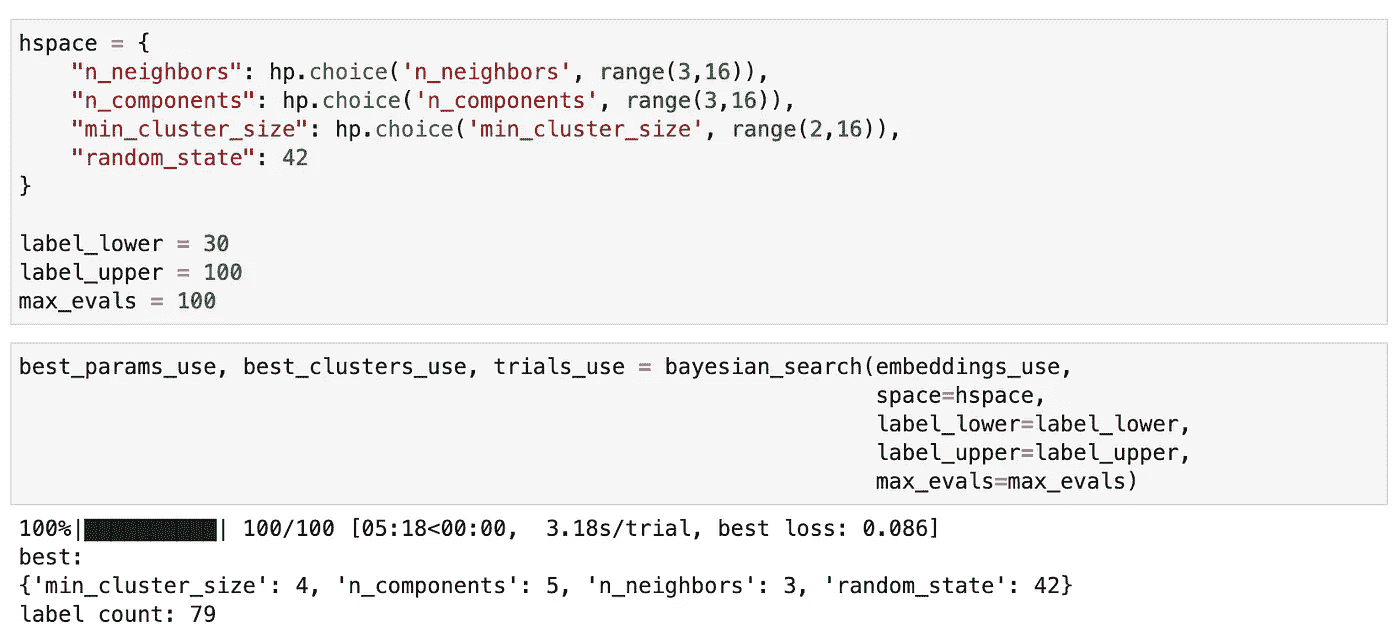 hspace = {
    "n_neighbors": hp.choice('n_neighbors', range(3,16)),
    "n_components": hp.choice('n_components', range(3,16)),
    "min_cluster_size": hp.choice('min_cluster_size', range(2,16)),
    "random_state": 42
}
label_lower = 30
label_upper = 100
max_evals = 100
best_params_use, best_clusters_use, trials_use = bayesian_search(embeddings_use,
                                                                 space=hspace,
                                                                 label_lower=label_lower,
                                                                 label_upper=label_upper,
                                                                 max_evals=max_evals)
100%|██████████| 100/100 [05:18<00:00,  3.18s/trial, best loss: 0.086]
best:
{'min_cluster_size': 4, 'n_components': 5, 'n_neighbors': 3, 'random_state': 42}
label count: 79